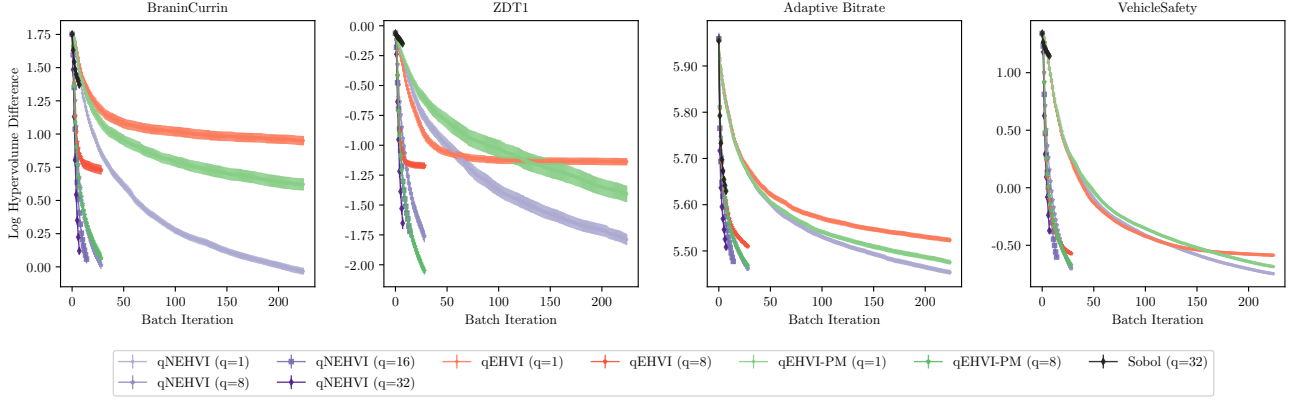 BraninCurrin ZDT1 Adaptive Bitrate VehicleSafety
Log Hypervolume Difference
1.75
1.50
1.25
1.00
0.75
0.50
0.25
0.00
0 50 100 150 200
Batch Iteration
0.00
-0.25
-0.50
-0.75
-1.00
-1.25
-1.50
-1.75
-2.00
0 50 100 150 200
Batch Iteration
5.90
5.80
5.70
5.60
5.50
0 50 100 150 200
Batch Iteration
1.00
0.50
0.00
-0.50
0 50 100 150 200
Batch Iteration
qNEHVI (q=1) qNEHVI (q=16) qEHVI (q=1) qEHVI (q=8) qEHVI-PM (q=1) qEHVI-PM (q=8) Sobol (q=32)
qNEHVI (q=8) qNEHVI (q=32)